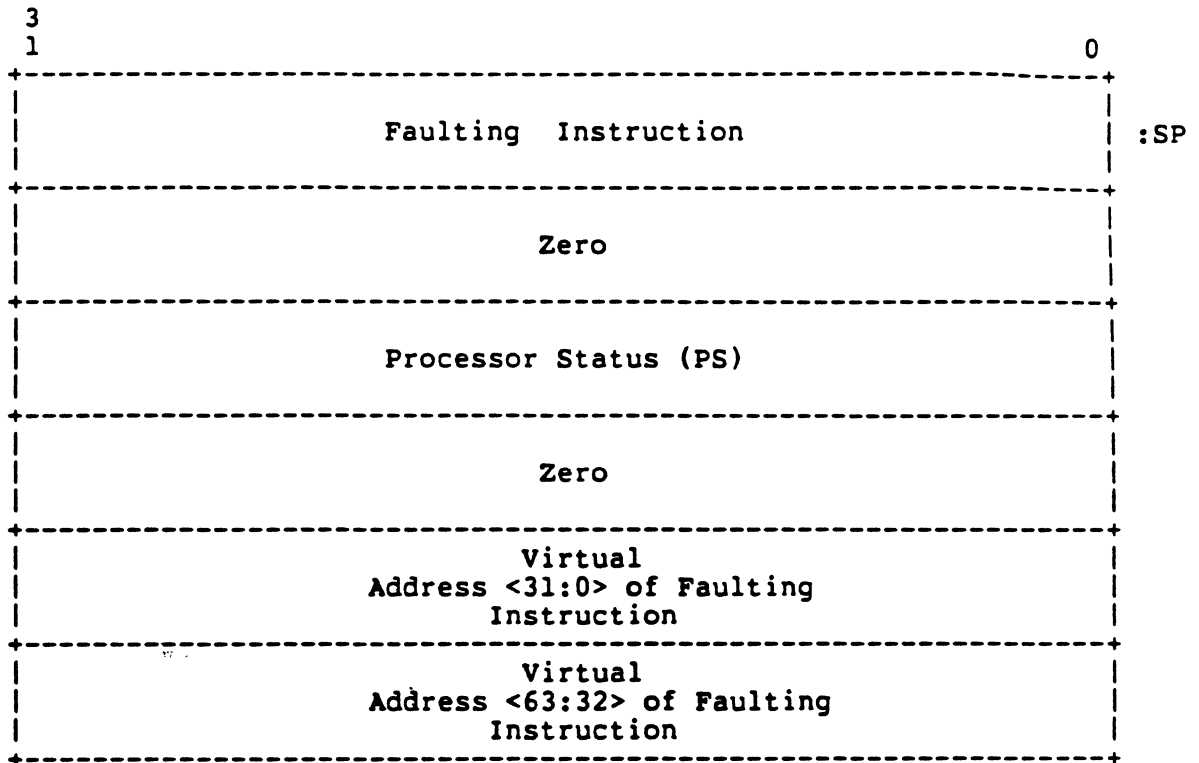 3
1 0
+------------------------------------------------------------+
Faulting Instruction :SP
+------------------------------------------------------------+
Zero
+------------------------------------------------------------+
Processor Status (PS)
+------------------------------------------------------------+
Zero
+------------------------------------------------------------+
Virtual
Address <31:0> of Faulting
Instruction
+------------------------------------------------------------+
Virtual
Address <63:32> of Faulting
Instruction
+------------------------------------------------------------+